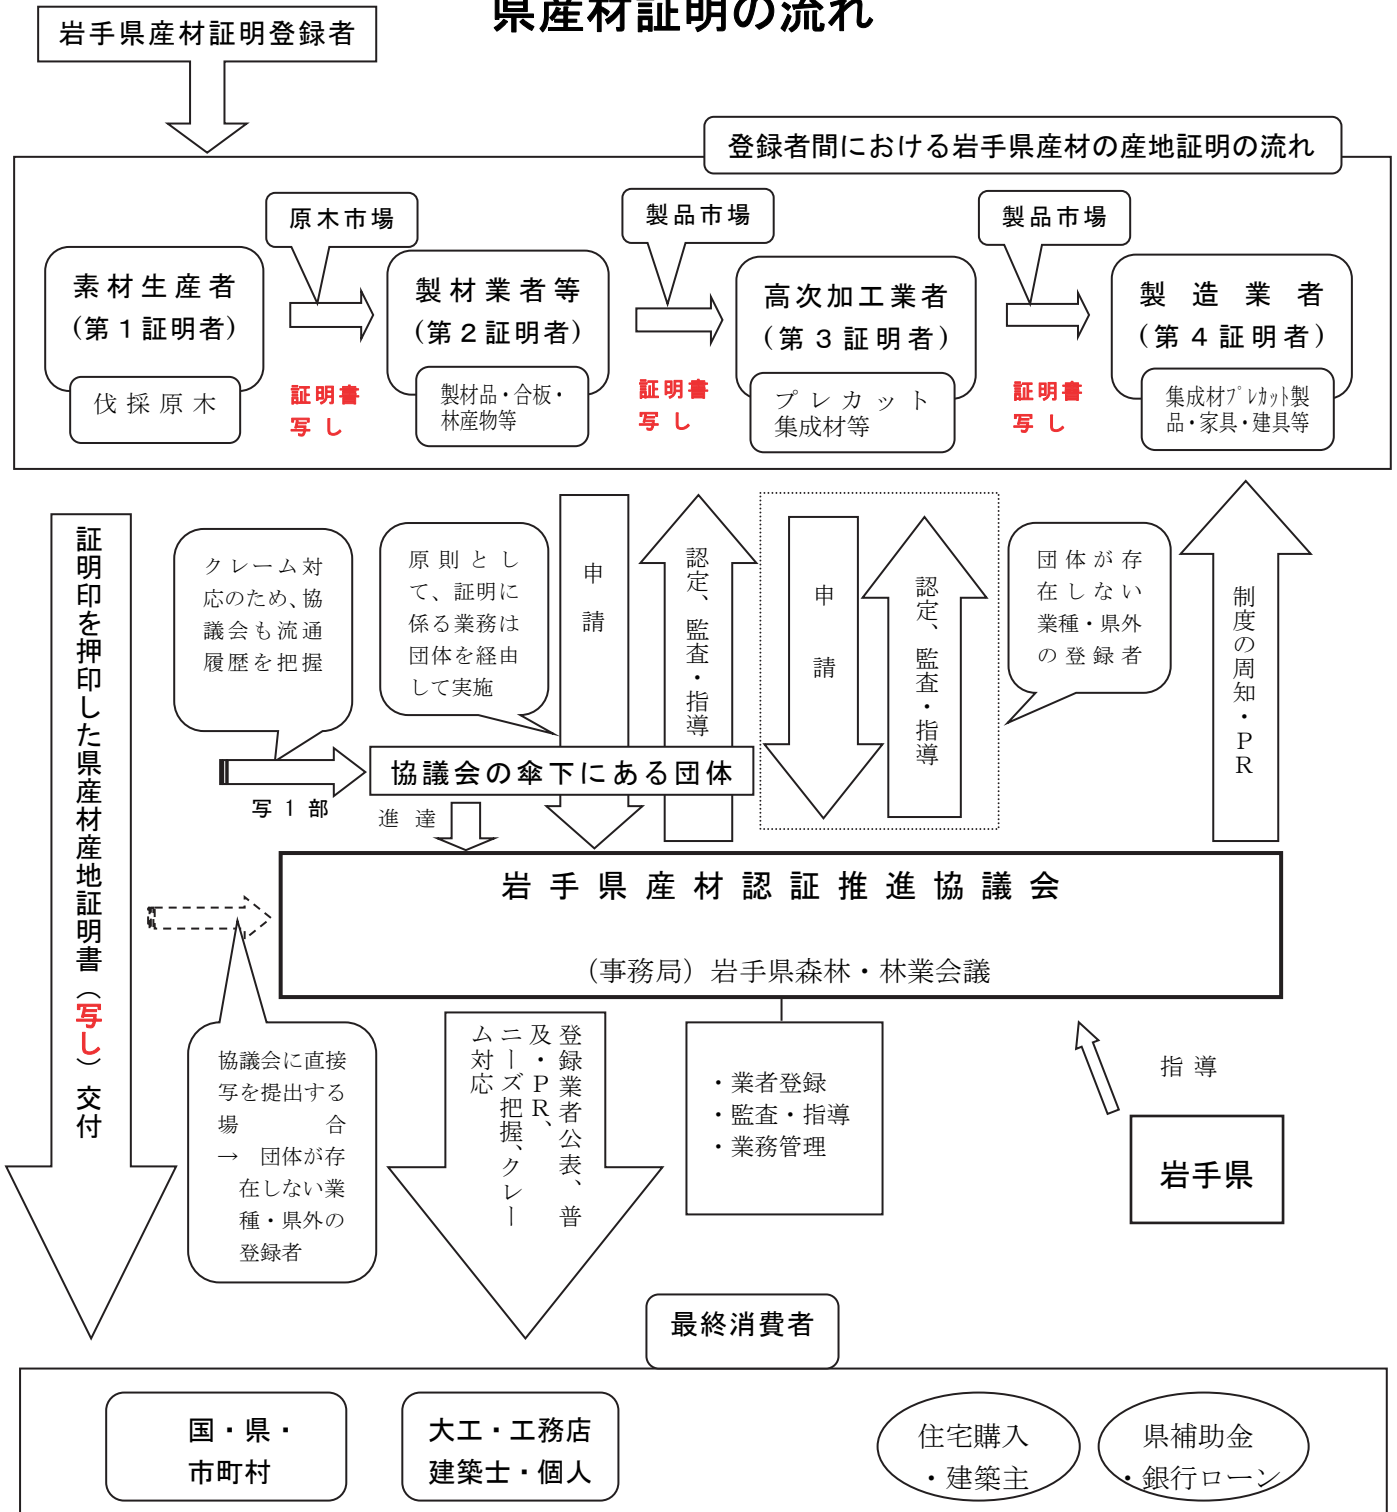 県産材証明の流れ
岩手県産材証明登録者
登録者間における岩手県産材の産地証明の流れ
原木市場
製品市場
製品市場
素材生産者
(第1証明者)
伐採原木
証明書
写し
製材業者等
(第2証明者)
製材品・合板・
林産物等
証明書
写し
高次加工業者
(第3証明者)
プレカット
集成材等
証明書
写し
製造業者
(第4証明者)
集成材ﾌﾟﾚｶｯﾄ製
品・家具・建具等
証明印を押印した県産材産地証明書(写し)交付
クレーム対
応のため、協
議会も流通
履歴を把握
原則とし
て、証明に
係る業務は
団体を経由
して実施
申請
認定、監査・指導
申請
認定、監査・指導
団体が存
在しない
業種・県外
の登録者
制度の周知・PR
写1部
協議会の傘下にある団体
進達
岩手県産材認証推進協議会
(事務局)岩手県森林・林業会議
協議会に直接
写を提出する
場合
→ 団体が存
在しない業
種・県外の
登録者
登録業者公表、普
及・PR、
ニーズ把握、クレー
ム対応
・業者登録
・監査・指導
・業務管理
指導
岩手県
最終消費者
国・県・
市町村
大工・工務店
建築士・個人
住宅購入
・建築主
県補助金
・銀行ローン